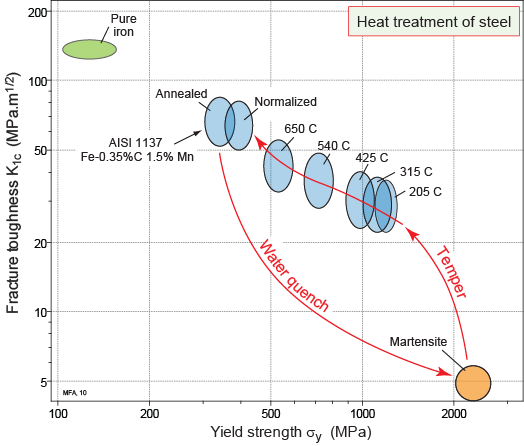 Heat treatment of steel
Pure
iron
Annealed
Normalized
AISI 1137
Fe-0.35%C 1.5% Mn
650 C
540 C
425 C
315 C
205 C
Water quench
Temper
Martensite
MFA, 10
Fracture toughness K1c (MPa.m1/2)
200
100
50
20
10
5
100
200
500
1000
2000
Yield strength σy (MPa)